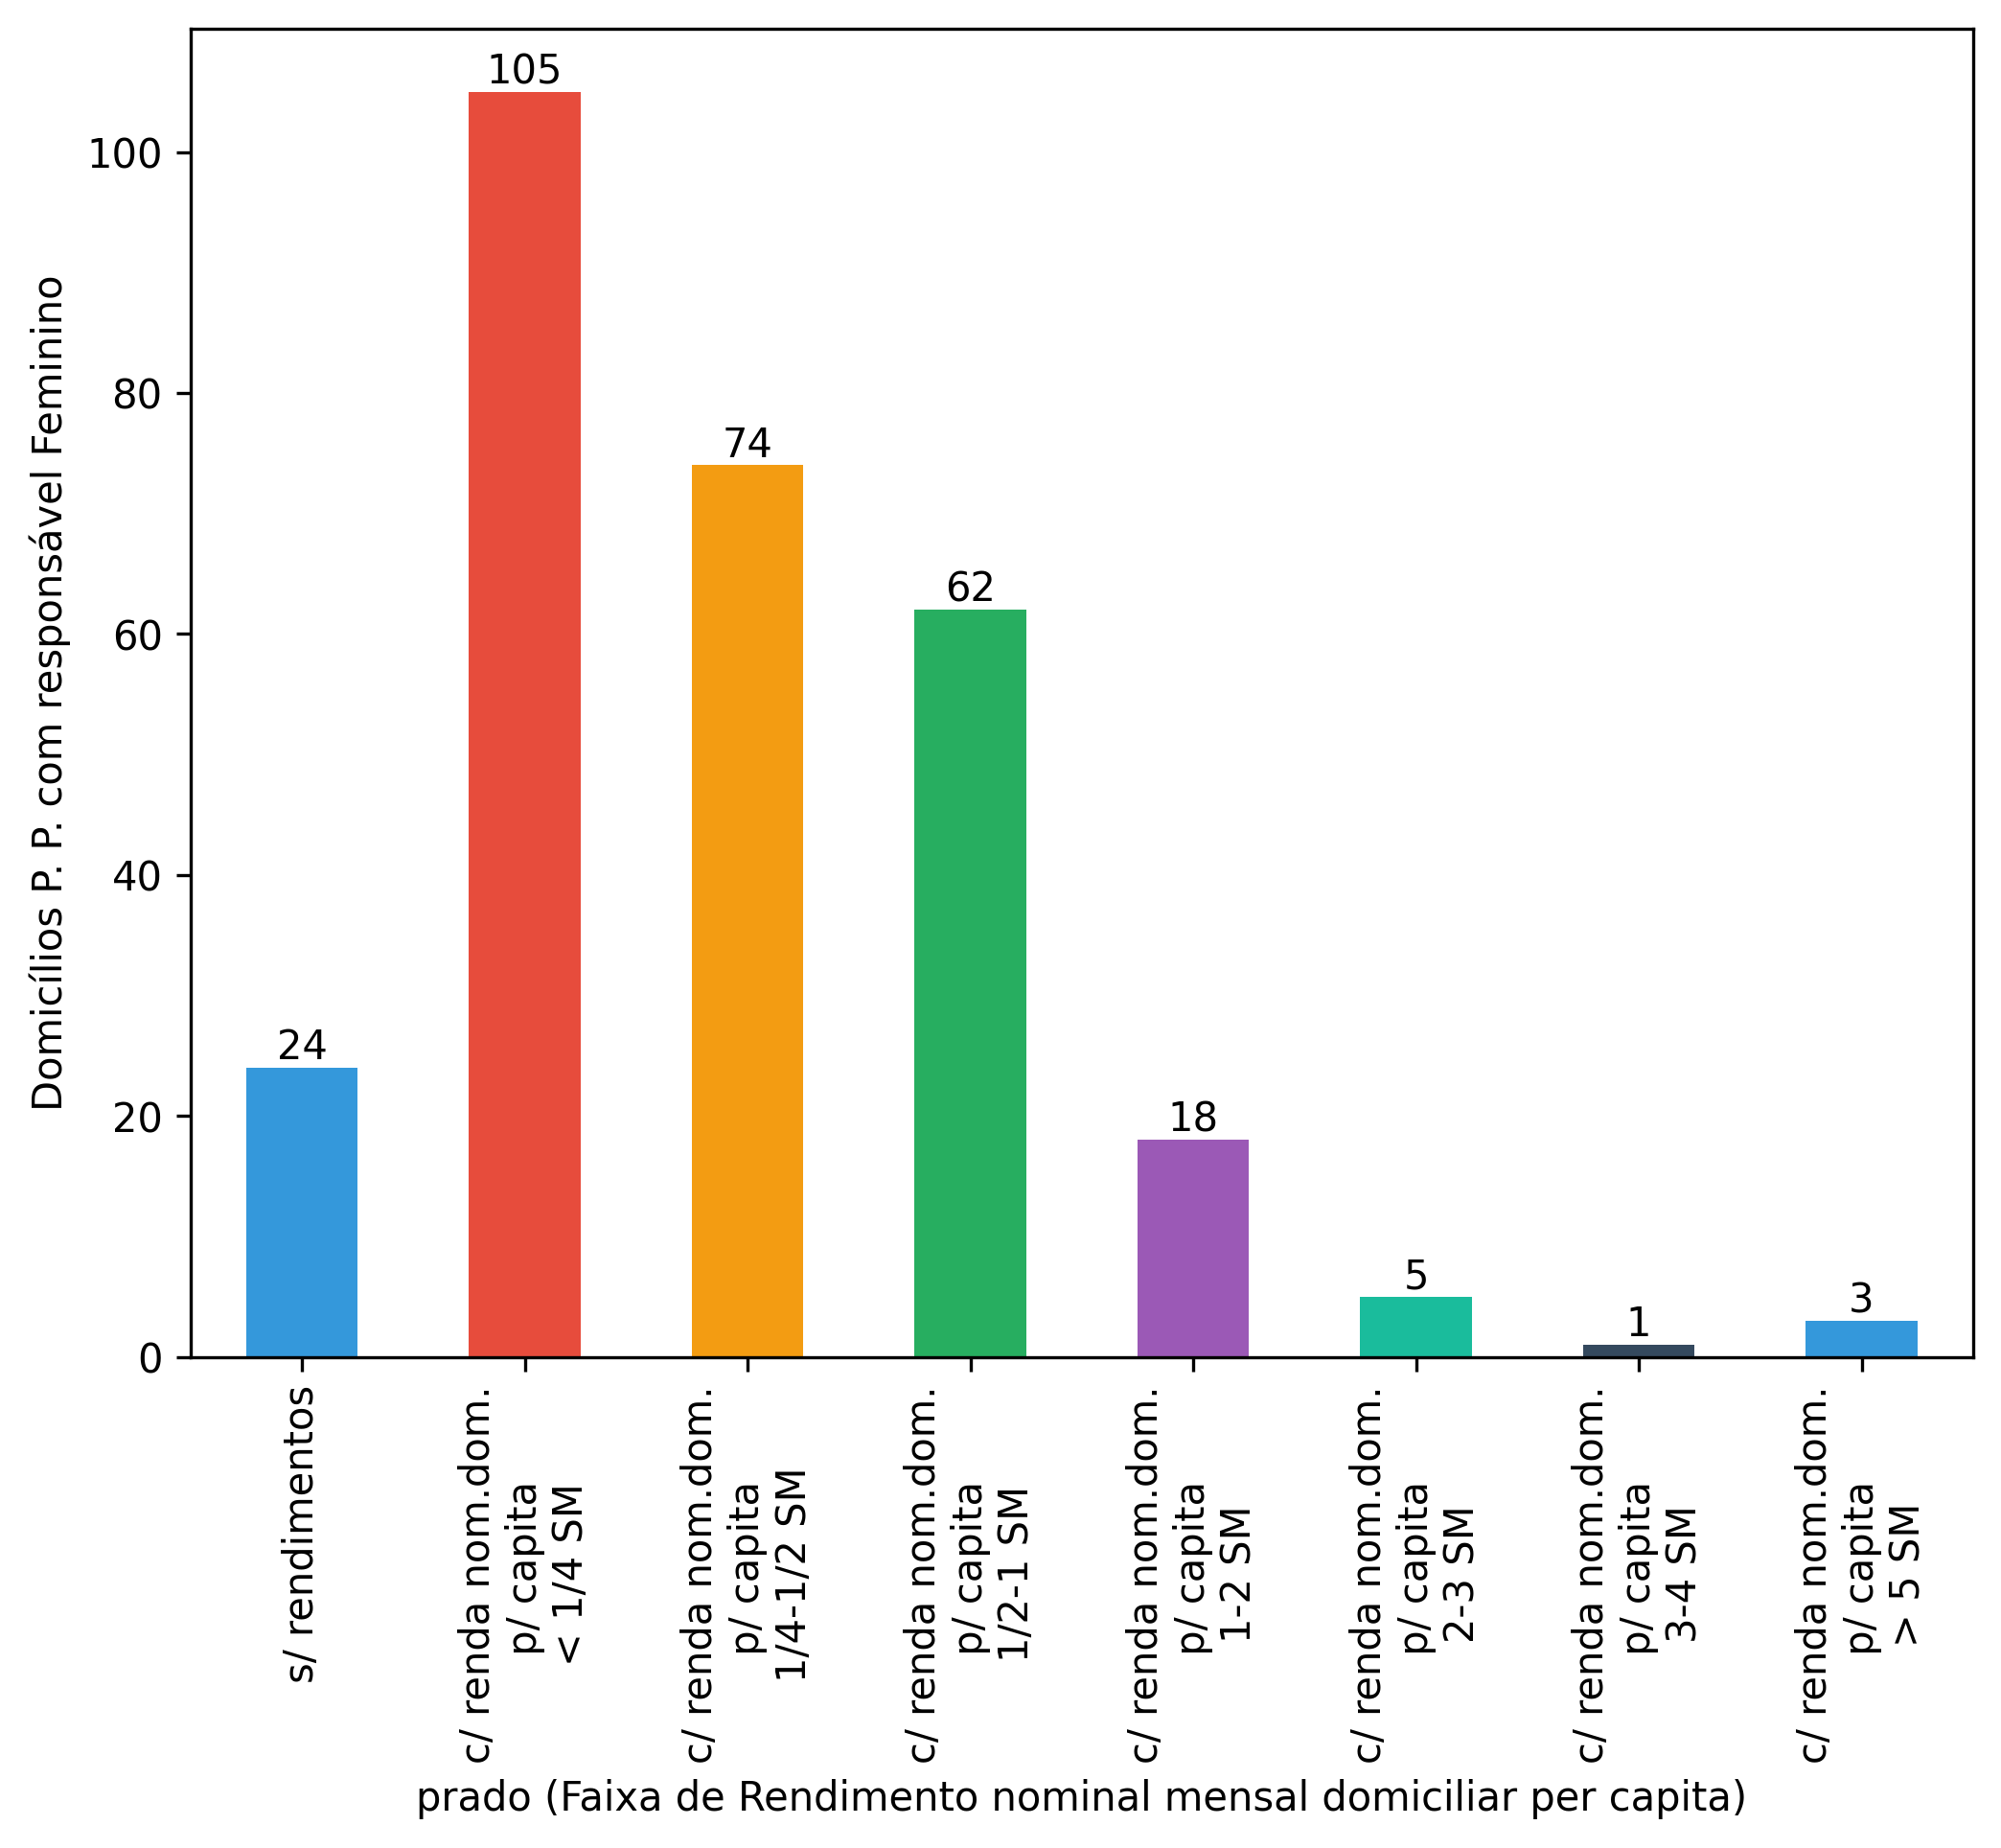 Domicílios P. P. com responsável Feminino
100
80
60
40
20
0
24
105
74
62
18
5
1
3
s/ rendimentos
c/ renda nom.dom.
p/ capita
< 1/4 SM
c/ renda nom.dom.
p/ capita
1/4-1/2 SM
c/ renda nom.dom.
p/ capita
1/2-1 SM
c/ renda nom.dom.
p/ capita
1-2 SM
c/ renda nom.dom.
p/ capita
2-3 SM
c/ renda nom.dom.
p/ capita
3-4 SM
c/ renda nom.dom.
p/ capita
> 5 SM
prado (Faixa de Rendimento nominal mensal domiciliar per capita)